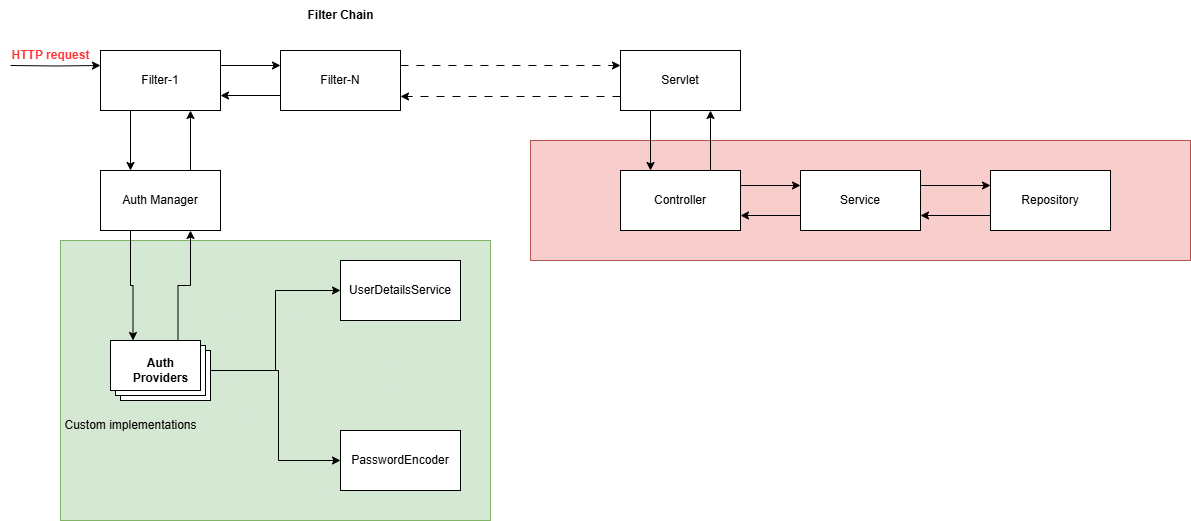 Filter Chain
HTTP request
Filter-1
Filter-N
Servlet
Auth Manager
Controller
Service
Repository
UserDetailsService
Auth
Providers
Custom implementations
PasswordEncoder